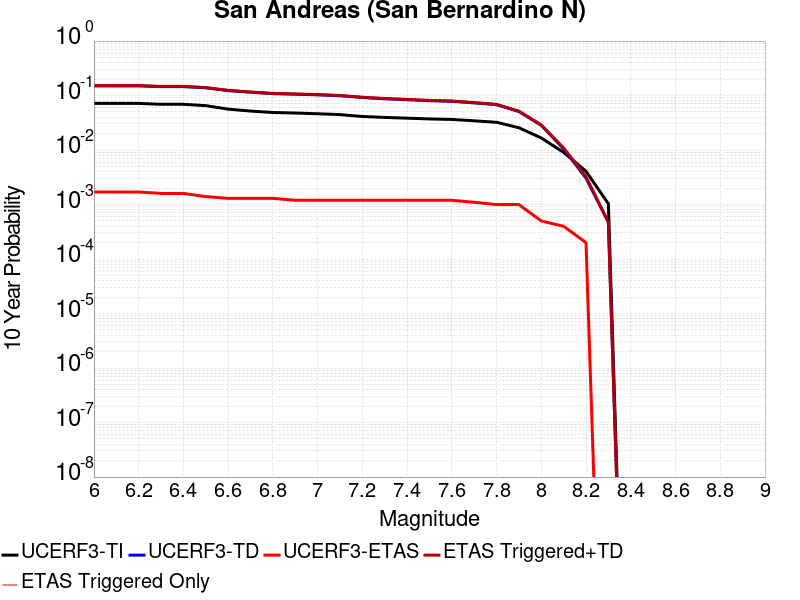 San Andreas (San Bernardino N)
10^0
10^-1
10^-2
10^-3
10^-4
10^-5
10^-6
10^-7
10^-8
10 Year Probability
6 6.2 6.4 6.6 6.8 7 7.2 7.4 7.6 7.8 8 8.2 8.4 8.6 8.8 9
Magnitude
UCERF3-TI UCERF3-TD UCERF3-ETAS ETAS Triggered+TD
ETAS Triggered Only